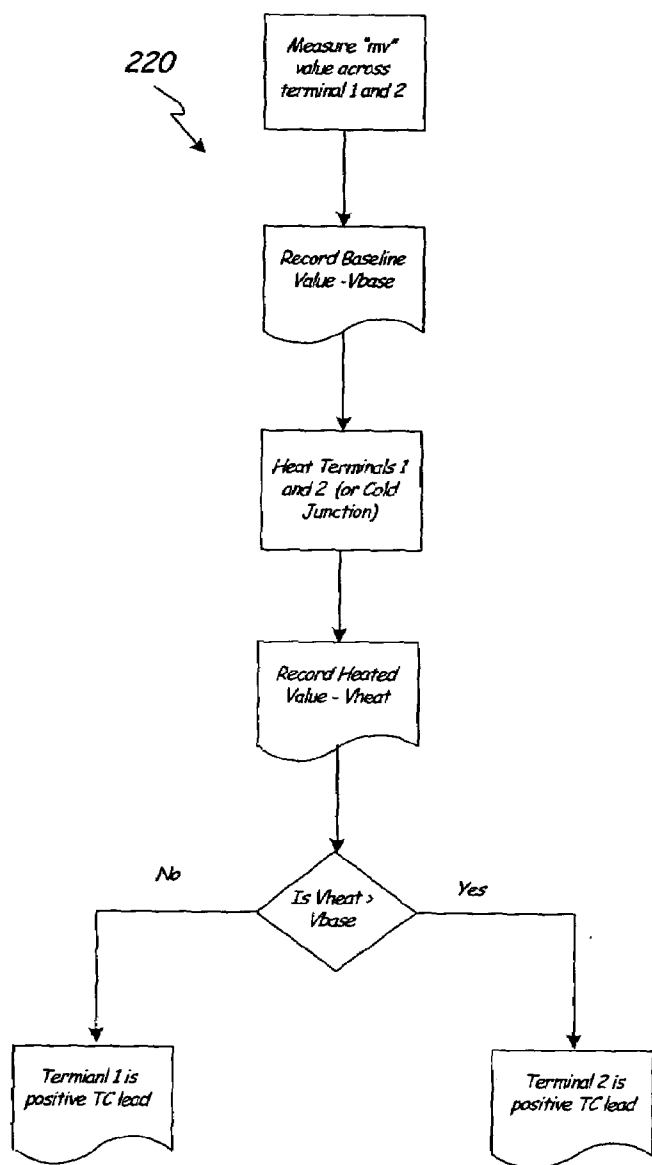 220
Measure "mv"
value across
terminal 1 and 2
Record Baseline
Value -Vbase
Heat Terminals 1
and 2 (or Cold
Junction)
Record Heated
Value - Vheat
Is Vheat >
Vbase
No
Yes
Termianl 1 is
positive TC lead
Terminal 2 is
positive TC lead